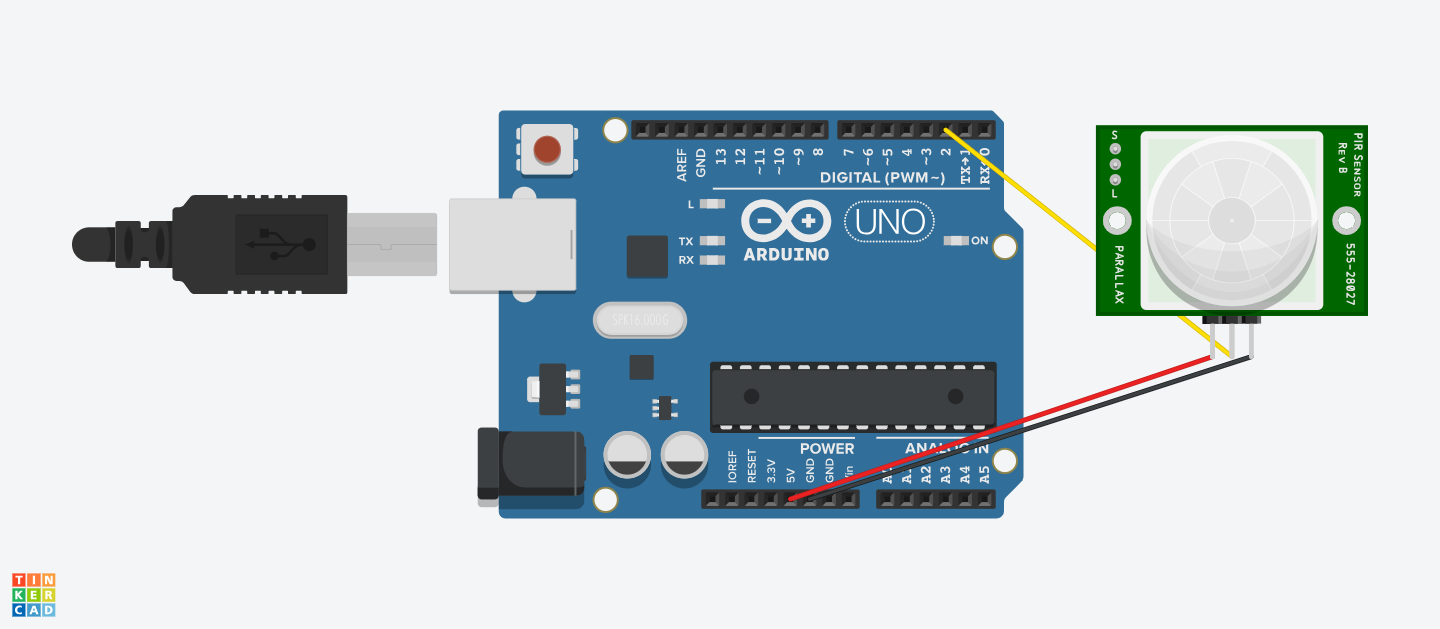 AREF
GND
13
12
~11
~10
~9
8
7
~6
~5
4
~3
2
TX→1
RX←0
DIGITAL (PWM~)
L
TX
RX
ON
UNO
ARDUINO
SPK16.000G
POWER
ANALOG IN
IOREF
RESET
3.3V
5V
GND
GND
Vin
A2
A3
A4
A5
S
L
PARALLAX
PIR SENSOR
REV B
555-28027
TIN
KER
CAD